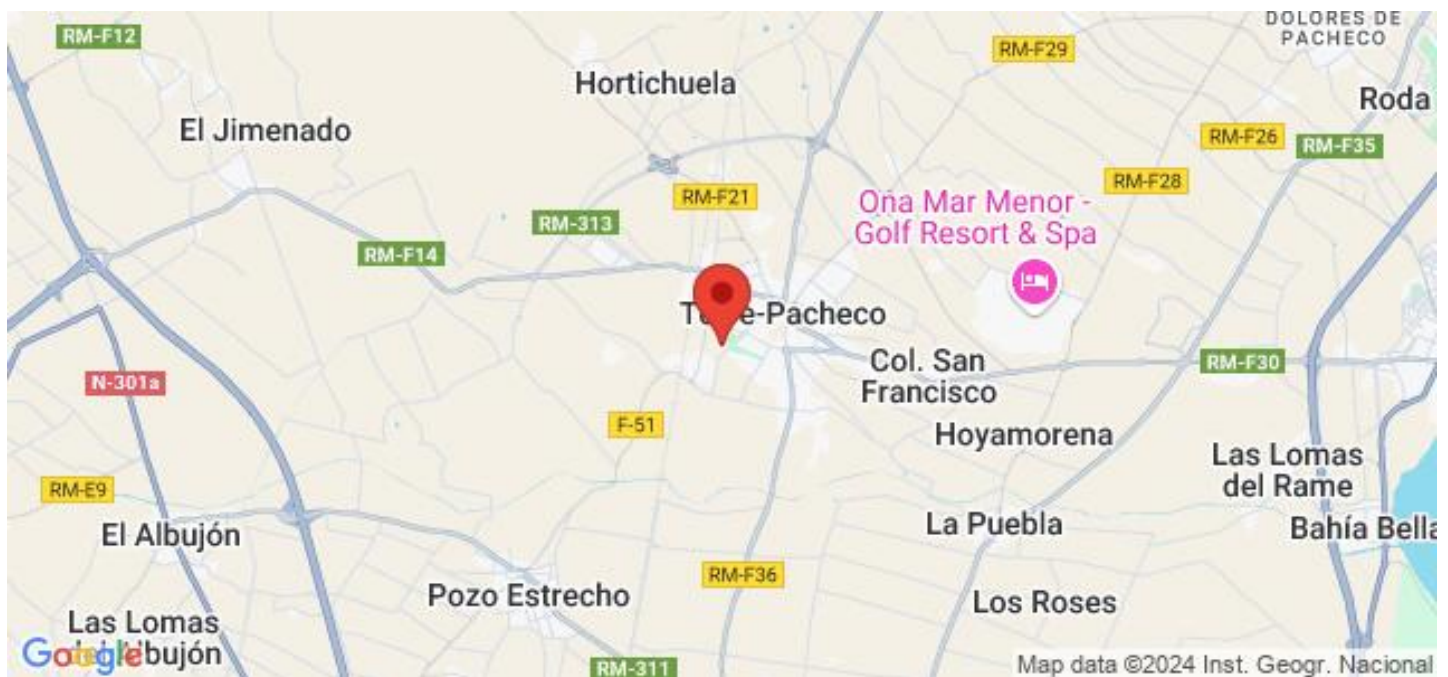 DOLORES DE
PACHECO
RM-F12
RM-F29
Hortichuela
Roda
El Jimenado
RM-F26
RM-F35
RM-F28
RM-F21
Oña Mar Menor -
Golf Resort & Spa
RM-313
RM-F14
-Pacheco
Col. San
Francisco
RM-F30
N-301a
F-51
Hoyamorena
Las Lomas
del Rame
RM-E9
El Albujón
La Puebla
Bahía Bella
RM-F36
Pozo Estrecho
Los Roses
Las Lomas
Albujón
Google
RM-311
Map data ©2024 Inst. Geogr. Nacional